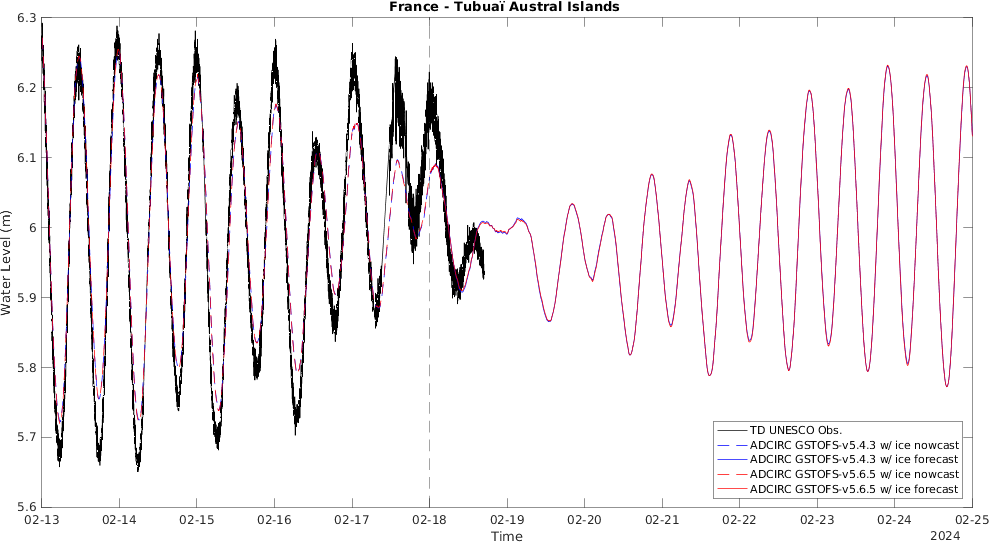 France - Tubuaï Austral Islands
Water Level (m)
6.3
6.2
6.1
6
5.9
5.8
5.7
5.6
TD UNESCO Obs.
ADCIRC GSTOFS-v5.4.3 w/ ice nowcast
ADCIRC GSTOFS-v5.4.3 w/ ice forecast
ADCIRC GSTOFS-v5.6.5 w/ ice nowcast
ADCIRC GSTOFS-v5.6.5 w/ ice forecast
02-13 02-14 02-15 02-16 02-17 02-18 02-19 02-20 02-21 02-22 02-23 02-24 02-25
Time
2024